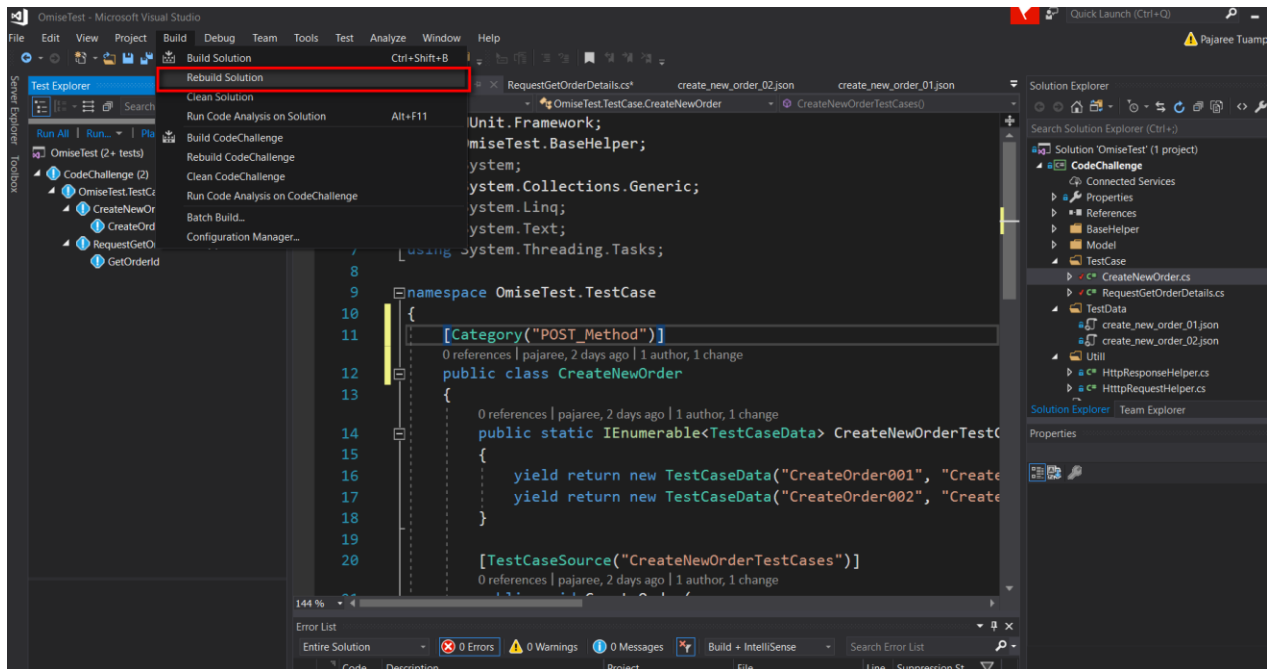 OmiseTest - Microsoft Visual Studio
Quick Launch (Ctrl+Q)
File Edit View Project Build Debug Team Tools Test Analyze Window Help
Pajaree Tuamp
Build Solution Ctrl+Shift+B
Rebuild Solution
Clean Solution
Run Code Analysis on Solution Alt+F11
Build CodeChallenge
Rebuild CodeChallenge
Clean CodeChallenge
Run Code Analysis on CodeChallenge
Batch Build...
Configuration Manager...
Server Explorer
Toolbox
Test Explorer
Search
Run All | Run... Pla
OmiseTest (2+ tests)
CodeChallenge (2)
OmiseTest.TestCa
CreateNewOr
CreateOrd
RequestGetO
GetOrderId
RequestGetOrderDetails.cs* create_new_order_02.json create_new_order_01.json
OmiseTest.TestCase.CreateNewOrder CreateNewOrderTestCases()
Unit.Framework;
miseTest.BaseHelper;
ystem;
ystem.Collections.Generic;
ystem.Linq;
ystem.Text;
7 using System.Threading.Tasks;
8
9 namespace OmiseTest.TestCase
10 {
11 [Category("POST_Method")]
0 references | pajaree, 2 days ago | 1 author, 1 change
12 public class CreateNewOrder
13 {
0 references | pajaree, 2 days ago | 1 author, 1 change
14 public static IEnumerable<TestCaseData> CreateNewOrderTestC
15 {
16 yield return new TestCaseData("CreateOrder001", "Create
17 yield return new TestCaseData("CreateOrder002", "Create
18 }
19
20 [TestCaseSource("CreateNewOrderTestCases")]
0 references | pajaree, 2 days ago | 1 author, 1 change
144 %
Error List
Entire Solution 0 Errors 0 Warnings 0 Messages Build + IntelliSense Search Error List
Code Description Project File Line Suppression St
Solution Explorer
Search Solution Explorer (Ctrl+;)
Solution 'OmiseTest' (1 project)
CodeChallenge
Connected Services
Properties
References
BaseHelper
Model
TestCase
C# CreateNewOrder.cs
C# RequestGetOrderDetails.cs
TestData
create_new_order_01.json
create_new_order_02.json
Utill
C# HttpResponseHelper.cs
C# HtttpRequestHelper.cs
Solution Explorer Team Explorer
Properties